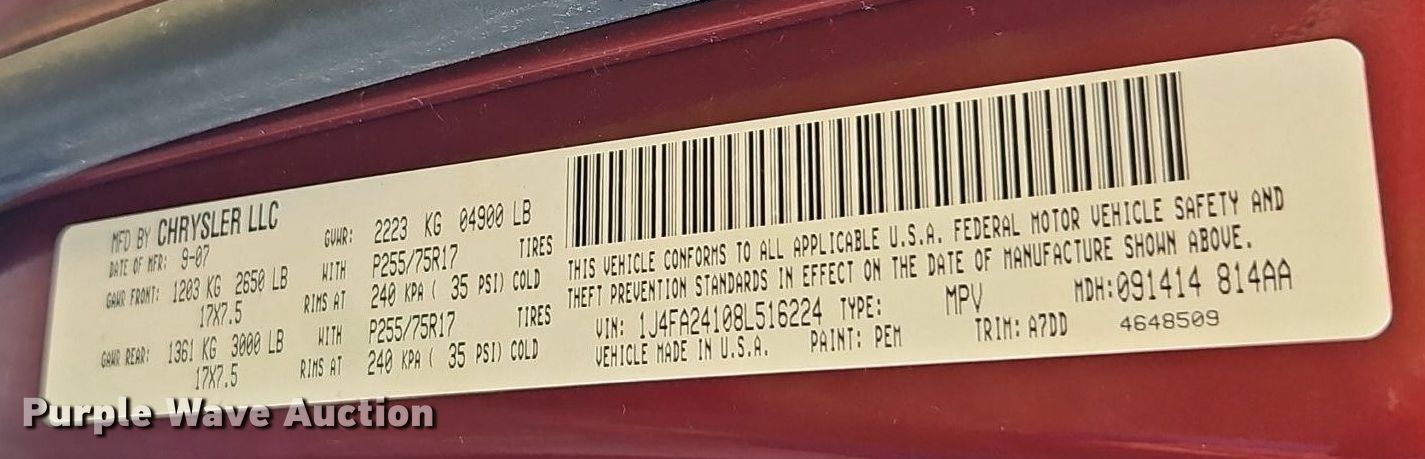 MFD BY CHRYSLER LLC
DATE OF MFR: 9-07
GVWR: 2223 KG 04900 LB
GAWR FRONT: 1203 KG 2650 LB WITH P255/75R17 TIRES
17X7.5 RIMS AT 240 KPA ( 35 PSI) COLD
GAWR REAR: 1361 KG 3000 LB WITH P255/75R17 TIRES
17X7.5 RIMS AT 240 KPA ( 35 PSI) COLD
THIS VEHICLE CONFORMS TO ALL APPLICABLE U.S.A. FEDERAL MOTOR VEHICLE SAFETY AND
THEFT PREVENTION STANDARDS IN EFFECT ON THE DATE OF MANUFACTURE SHOWN ABOVE.
VIN: 1J4FA24108L516224 TYPE: MPV MDH:091414 814AA
VEHICLE MADE IN U.S.A. PAINT: PEM TRIM: A7DD 4648509
Purple Wave Auction